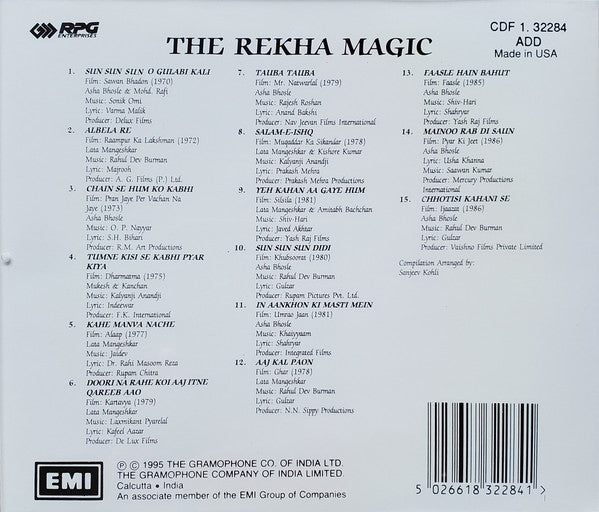 RPG
ENTERPRISES
CDF 1. 32284
ADD
Made in USA
THE REKHA MAGIC
1. SUN SUN SUN O GULABI KALI
Film: Sawan Bhadon (1970)
Asha Bhosle & Mohd. Rafi
Music: Sonik Omi
Lyric: Varma Malik
Producer: Delux Films
2. ALBELA RE
Film: Raampur Ka Lakshman (1972)
Lata Mangeshkar
Music: Rahul Dev Burman
Lyric: Majrooh
Producer: A. G. Films (P.) Ltd.
3. CHAIN SE HUM KO KABHI
Film: Pran Jaye Per Vachan Na
Jaye (1973)
Asha Bhosle
Music: O. P. Nayyar
Lyric: S.H. Bihari
Producer: R.M. Art Productions
4. TUMNE KISI SE KABHI PYAR
KIYA
Film: Dharmatma (1975)
Mukesh & Kanchan
Music: Kalyanji Anandji
Lyric: Indeewar
Producer: F.K. International
5. KAHE MANVA NACHE
Film: Alaap (1977)
Lata Mangeshkar
Music: Jaidev
Lyric: Dr. Rahi Masoom Reza
Producer: Rupam Chitra
6. DOORI NA RAHE KOI AAJ ITNE
QAREEB AAO
Film: Kartavya (1979)
Lata Mangeshkar
Music: Laxmikant Pyarelal
Lyric: Kafeel Aazar
Producer: De Lux Films
7. TAUBA TAUBA
Film: Mr. Natwarlal (1979)
Asha Bhosle
Music: Rajesh Roshan
Lyric: Anand Bakshi
Producer: Nav Jeevan Films International
8. SALAM-E-ISHQ
Film: Muqaddar Ka Sikandar (1978)
Lata Mangeshkar & Kishore Kumar
Music: Kalyanji Anandji
Lyric: Prakash Mehra
Producer: Prakash Mehra Productions
9. YEH KAHAN AA GAYE HUM
Film: Silsila (1981)
Lata Mangeshkar & Amitabh Bachchan
Music: Shiv-Hari
Lyric: Javed Akhtar
Producer: Yash Raj Films
10. SUN SUN SUN DIDI
Film: Khubsoorat (1980)
Asha Bhosle
Music: Rahul Dev Burman
Lyric: Gulzar
Producer: Rupam Pictures Pvt. Ltd.
11. IN AANKHON KI MASTI MEIN
Film: Umrao Jaan (1981)
Asha Bhosle
Music: Khaiyyaam
Lyric: Shahryar
Producer: Integrated Films
12. AAJ KAL PAON
Film: Ghar (1978)
Lata Mangeshkar
Music: Rahul Dev Burman
Lyric: Gulzar
Producer: N.N. Sippy Productions
13. FAASLE HAIN BAHUT
Film: Faasle (1985)
Asha Bhosle
Music: Shiv-Hari
Lyric: Shahryar
Producer: Yash Raj Films
14. MAINOO RAB DI SAUN
Film: Pyar Ki Jeet (1986)
Asha Bhosle
Lyric: Usha Khanna
Music: Saawan Kumar
Producer: Mercury Productions
International
15. CHHOTISI KAHANI SE
Film: Ijaazat (1986)
Asha Bhosle
Music: Rahul Dev Burman
Lyric: Gulzar
Producer: Vaishno Films Private Limited
Compilation Arranged by:
Sanjeev Kohli
EMI
Ⓟ © 1995 THE GRAMOPHONE CO. OF INDIA LTD.
THE GRAMOPHONE COMPANY OF INDIA LIMITED.
Calcutta • India
An associate member of the EMI Group of Companies
5 026618 322841 >